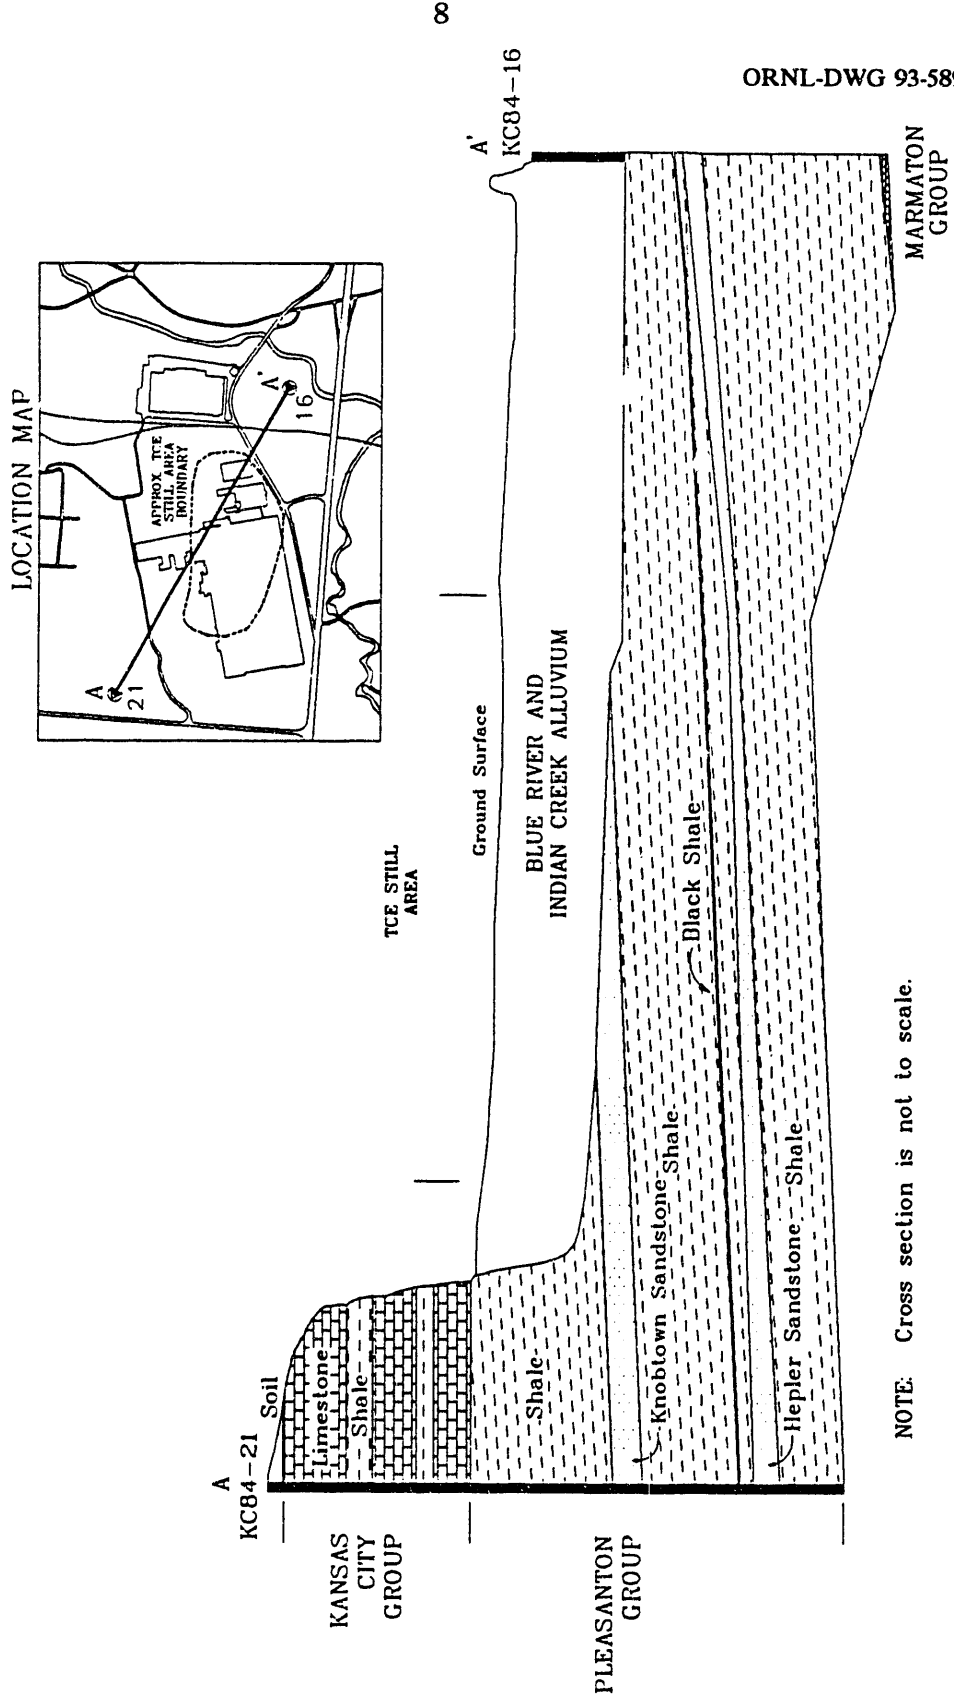 8
ORNL-DWG 93-589
LOCATION MAP
A
21
APPROX TCE
STILL AREA
BOUNDARY
A'
16
A
KC84-21
A'
KC84-16
Soil
Limestone
Shale
Shale
Knobtown Sandstone
Shale
Black Shale
Hepler Sandstone
Shale
TCE STILL
AREA
Ground Surface
BLUE RIVER AND
INDIAN CREEK ALLUVIUM
KANSAS
CITY
GROUP
PLEASANTON
GROUP
MARMATON
GROUP
NOTE: Cross section is not to scale.